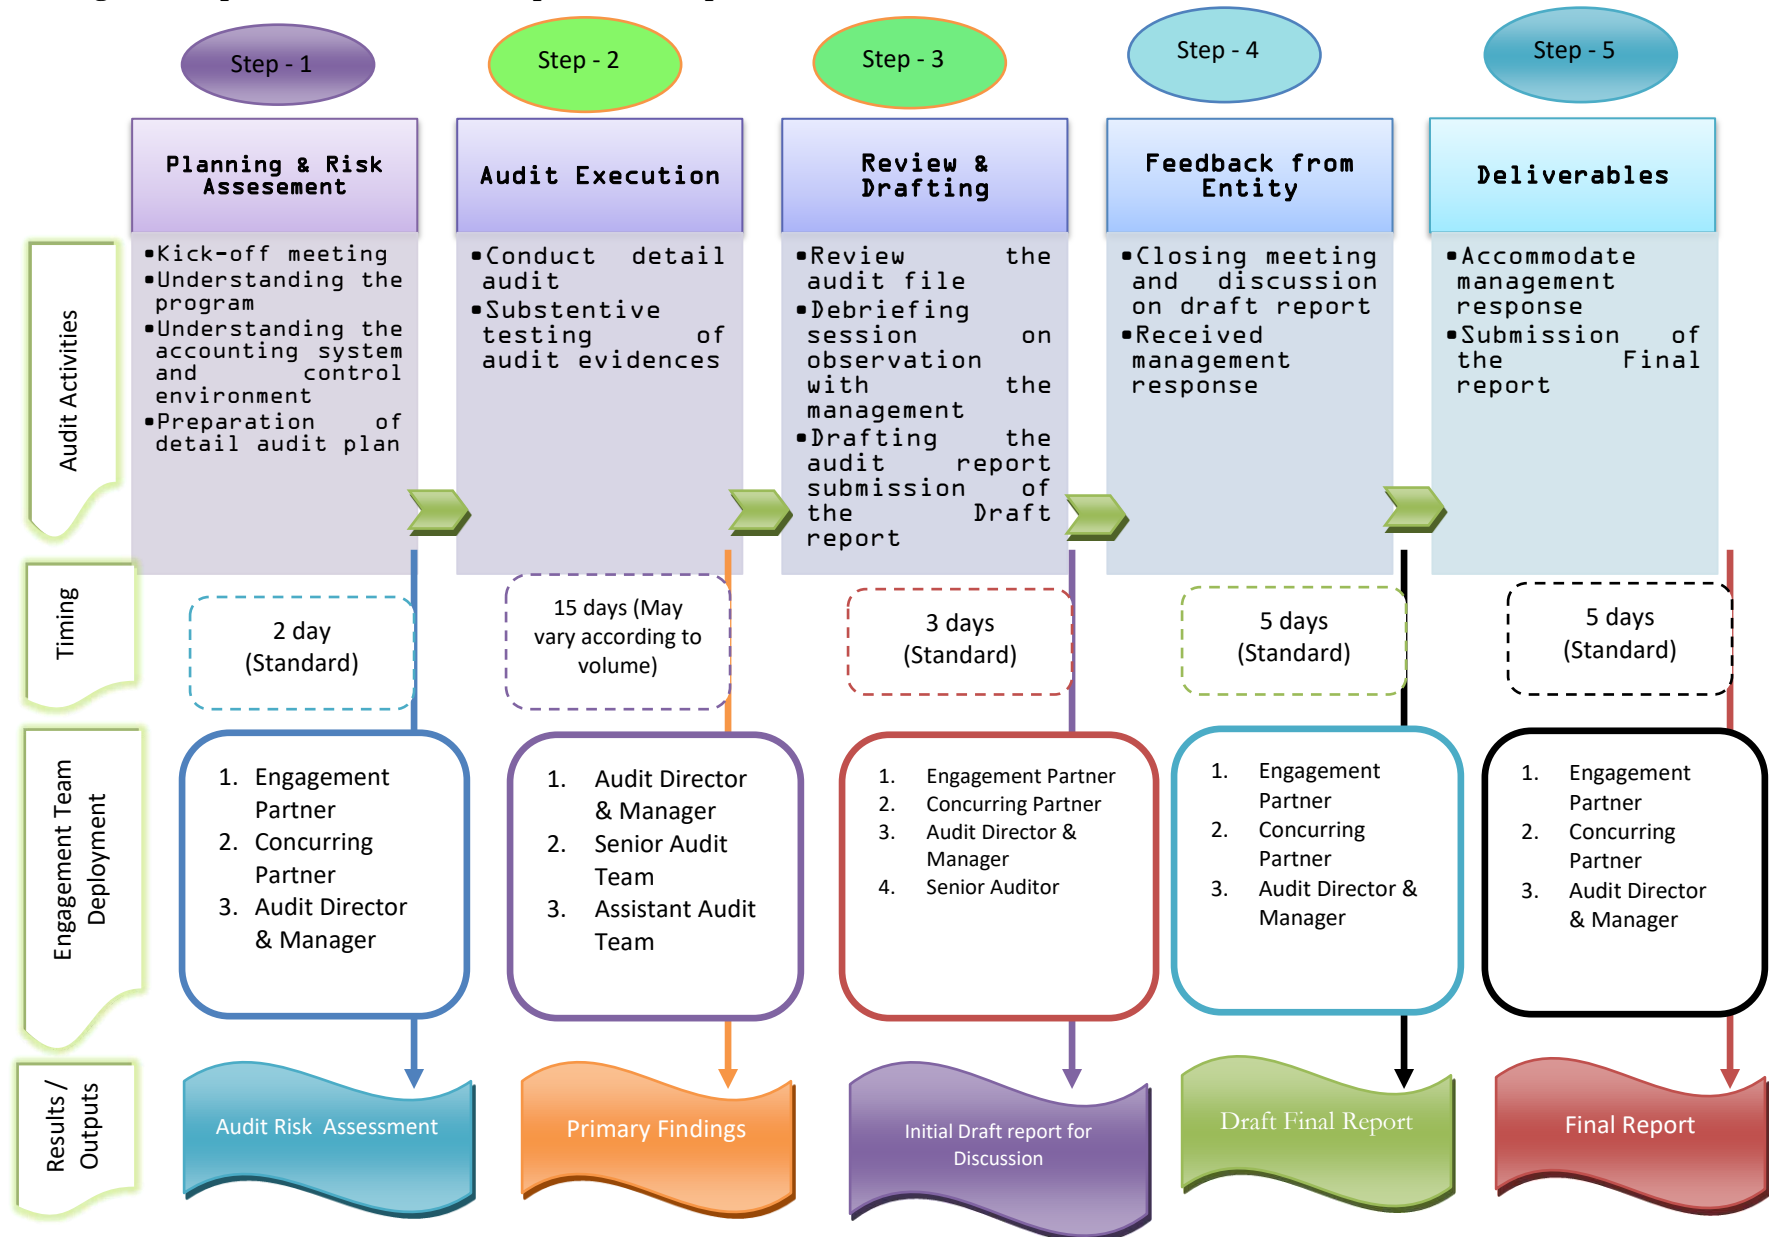 Step - 1
Step - 2
Step - 3
Step - 4
Step - 5
Planning & Risk
Assesement
Audit Execution
Review &
Drafting
Feedback from
Entity
Deliverables
Audit Activities
•Kick-off meeting
•Understanding the
program
•Understanding the
accounting system
and control
environment
•Preparation of
detail audit plan
•Conduct detail
audit
•Substentive
testing of
audit evidences
•Review the
audit file
•Debriefing
session on
observation
with the
management
•Drafting the
audit report
submission of
the Draft
report
•Closing meeting
and discussion
on draft report
•Received
management
response
•Accommodate
management
response
•Submission of
the Final
report
Timing
2 day
(Standard)
15 days (May
vary according to
volume)
3 days
(Standard)
5 days
(Standard)
5 days
(Standard)
Engagement Team
Deployment
1. Engagement
Partner
2. Concurring
Partner
3. Audit Director
& Manager
1. Audit Director
& Manager
2. Senior Audit
Team
3. Assistant Audit
Team
1. Engagement Partner
2. Concurring Partner
3. Audit Director &
Manager
4. Senior Auditor
1. Engagement
Partner
2. Concurring
Partner
3. Audit Director &
Manager
1. Engagement
Partner
2. Concurring
Partner
3. Audit Director
& Manager
Results /
Outputs
Audit Risk Assessment
Primary Findings
Initial Draft report for
Discussion
Draft Final Report
Final Report